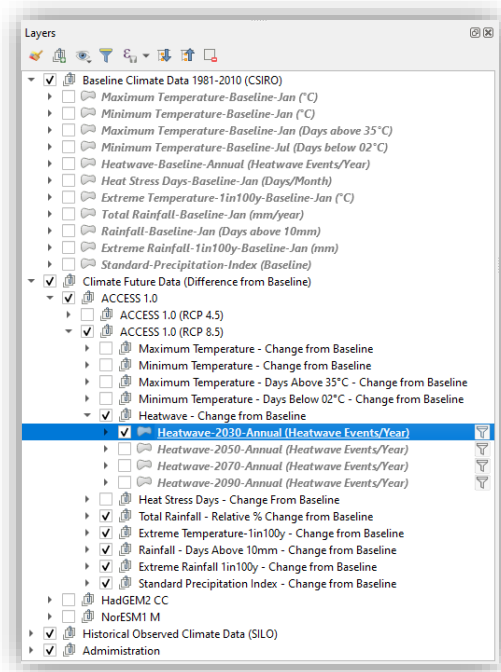 Layers
Baseline Climate Data 1981-2010 (CSIRO)
Maximum Temperature-Baseline-Jan (°C)
Minimum Temperature-Baseline-Jan (°C)
Maximum Temperature-Baseline-Jan (Days above 35°C)
Minimum Temperature-Baseline-Jul (Days below 02°C)
Heatwave-Baseline-Annual (Heatwave Events/Year)
Heat Stress Days-Baseline-Jan (Days/Month)
Extreme Temperature-1in100y-Baseline-Jan (°C)
Total Rainfall-Baseline-Jan (mm/year)
Rainfall-Baseline-Jan (Days above 10mm)
Extreme Rainfall-1in100y-Baseline-Jan (mm)
Standard-Precipitation-Index (Baseline)
Climate Future Data (Difference from Baseline)
ACCESS 1.0
ACCESS 1.0 (RCP 4.5)
ACCESS 1.0 (RCP 8.5)
Maximum Temperature - Change from Baseline
Minimum Temperature - Change from Baseline
Maximum Temperature - Days Above 35°C - Change from Baseline
Minimum Temperature - Days Below 02°C - Change from Baseline
Heatwave - Change from Baseline
Heatwave-2030-Annual (Heatwave Events/Year)
Heatwave-2050-Annual (Heatwave Events/Year)
Heatwave-2070-Annual (Heatwave Events/Year)
Heatwave-2090-Annual (Heatwave Events/Year)
Heat Stress Days - Change From Baseline
Total Rainfall - Relative % Change from Baseline
Extreme Temperature-1in100y - Change from Baseline
Rainfall - Days Above 10mm - Change from Baseline
Extreme Rainfall 1in100y - Change from Baseline
Standard Precipitation Index - Change from Baseline
HadGEM2 CC
NorESM1 M
Historical Observed Climate Data (SILO)
Admimistration